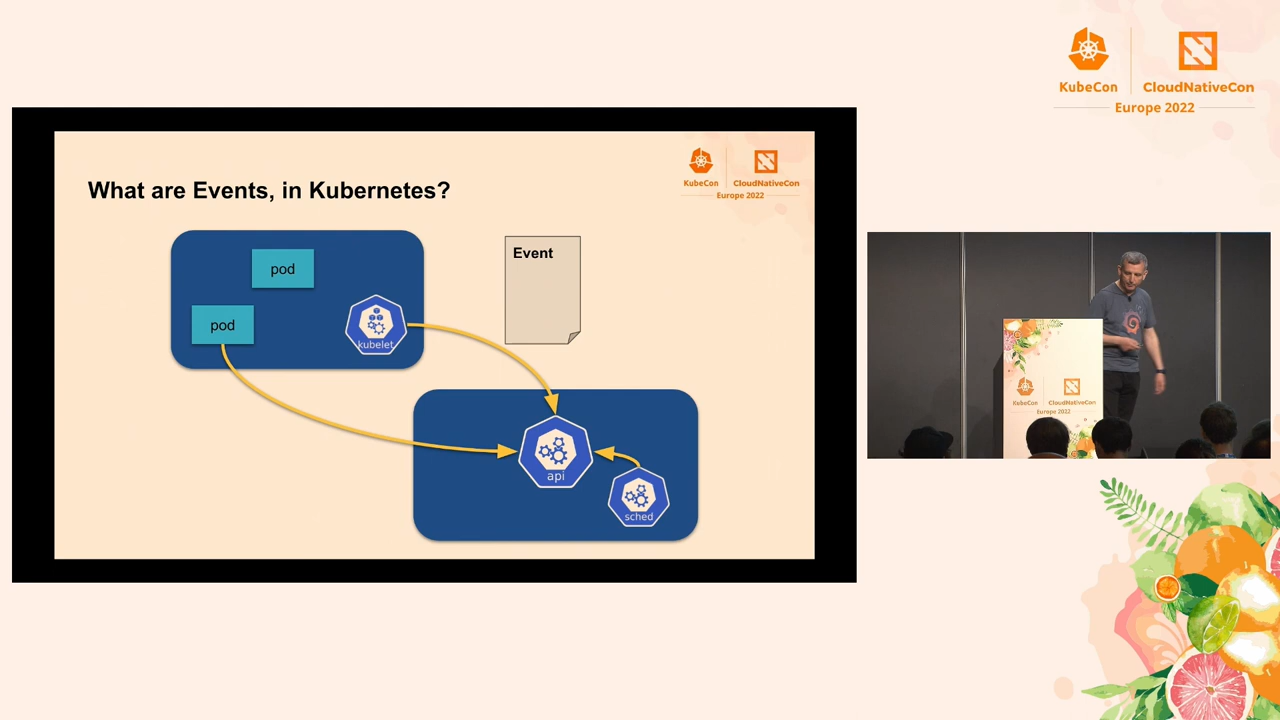 KubeCon
CloudNativeCon
Europe 2022
What are Events, in Kubernetes?
KubeCon
CloudNativeCon
Europe 2022
pod
pod
kubelet
Event
api
sched
KubeCon
CloudNativeCon
Europe 2022